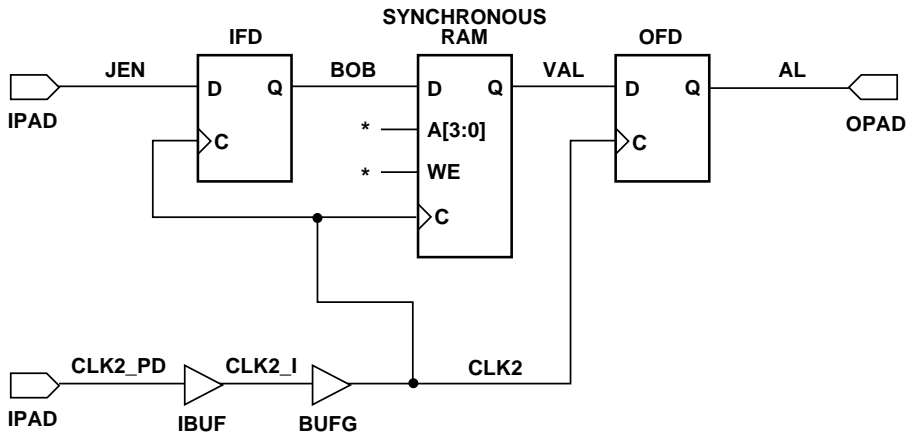 SYNCHRONOUS
IFD RAM OFD
JEN BOB VAL AL
D Q D Q D Q
IPAD * A[3:0] OPAD
C C
* WE
C
CLK2_PD CLK2_I CLK2
IPAD IBUF BUFG